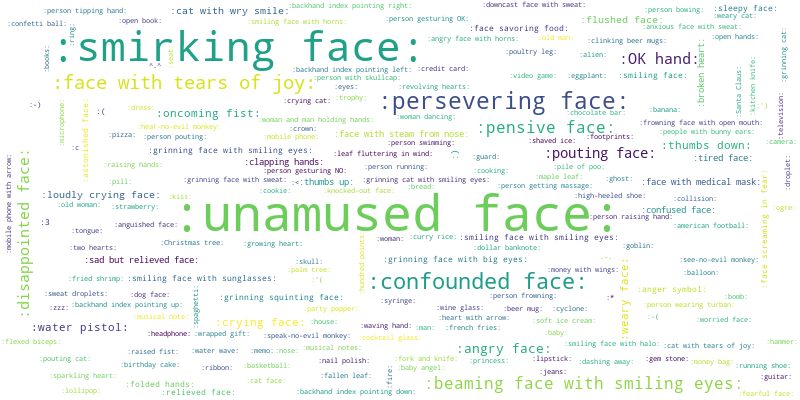 :person tipping hand:
:cat with wry smile:
:backhand index pointing right:
:downcast face with sweat:
:person bowing:
:sleepy face:
:confetti ball:
:open book:
:smiling face with horns:
:person gesturing OK:
:face savoring food:
:flushed face:
:weary cat:
:anxious face with sweat:
:ring:
:smirking face:
:angry face with horns:
:old man:
:clinking beer mugs:
:open hands:
:books:
:seat:
:poultry leg:
:alien:
:OK hand:
:broken heart:
:grinning cat:
^.^
:backhand index pointing left:
:credit card:
:face with tears of joy:
:person with skullcap:
:eyes:
:revolving hearts:
:video game:
:eggplant:
:smiling face:
:Santa Claus:
:kitchen knife:
:-)
:crying cat:
:trophy:
:persevering face:
:banana:
:')
:microphone:
:astonished face:
:(
:dress:
:oncoming fist:
:woman and man holding hands:
:woman dancing:
:chocolate bar:
:frowning face with open mouth:
:television:
:hear-no-evil monkey:
:crown:
:pensive face:
:people with bunny ears:
:pizza:
:person pouting:
:mobile phone:
:face with steam from nose:
:footprints:
:camera:
:c
:grinning face with smiling eyes:
:person swimming:
:shaved ice:
:thumbs down:
:leaf fluttering in wind:
:guard:
:pouting face:
:tired face:
:mobile phone with arrow:
:disappointed face:
:raising hands:
:clapping hands:
:person running:
:cookie:
:pile of poo:
:droplet:
:person gesturing NO:
:maple leaf:
:ghost:
:face with medical mask:
:pill:
:grinning face with sweat:
:thumbs up:
:grinning cat with smiling eyes:
:person getting massage:
:loudly crying face:
:kiss:
:cookie:
:knocked-out face:
:bread:
:high-heeled shoe:
:collision:
:old woman:
:strawberry:
:unamused face:
:confused face:
:ogre:
:3
:person raising hand:
:tongue:
:anguished face:
:american football:
:face screaming in fear:
:two hearts:
:Christmas tree:
:growing heart:
:hundred points:
:woman:
:curry rice:
:smiling face with smiling eyes:
:goblin:
:dollar banknote:
:sad but relieved face:
:skull:
:grinning face with big eyes:
:see-no-evil monkey:
:palm tree:
:money with wings:
:weary face:
:balloon:
:fried shrimp:
:smiling face with sunglasses:
:'(
:confounded face:
:anger symbol:
:sweat droplets:
:dog face:
:spaghetti:
:grinning squinting face:
:person frowning:
:*
:bomb:
:zzz:
:backhand index pointing up:
:party popper:
:syringe:
:wine glass:
:beer mug:
:cyclone:
:person wearing turban:
:musical note:
:crying face:
:house:
:heart with arrow:
:soft ice cream:
:-(
:worried face:
:water pistol:
:waving hand:
:man:
:french fries:
:baby:
:headphone:
:wrapped gift:
:speak-no-evil monkey:
:cocktail glass:
:flexed biceps:
:raised fist:
:water wave:
:memo:
:nose:
:musical notes:
:angry face:
:smiling face with halo:
:cat with tears of joy:
:hammer:
:pouting cat:
:birthday cake:
:ribbon:
:basketball:
:nail polish:
:fork and knife:
:princess:
:lipstick:
:dashing away:
:gem stone:
:money bag:
:running shoe:
:sparkling heart:
:cat face:
:fallen leaf:
:fire:
:baby angel:
:jeans:
:guitar:
:lollipop:
:folded hands:
:relieved face:
:backhand index pointing down:
:beaming face with smiling eyes:
:fearful face: